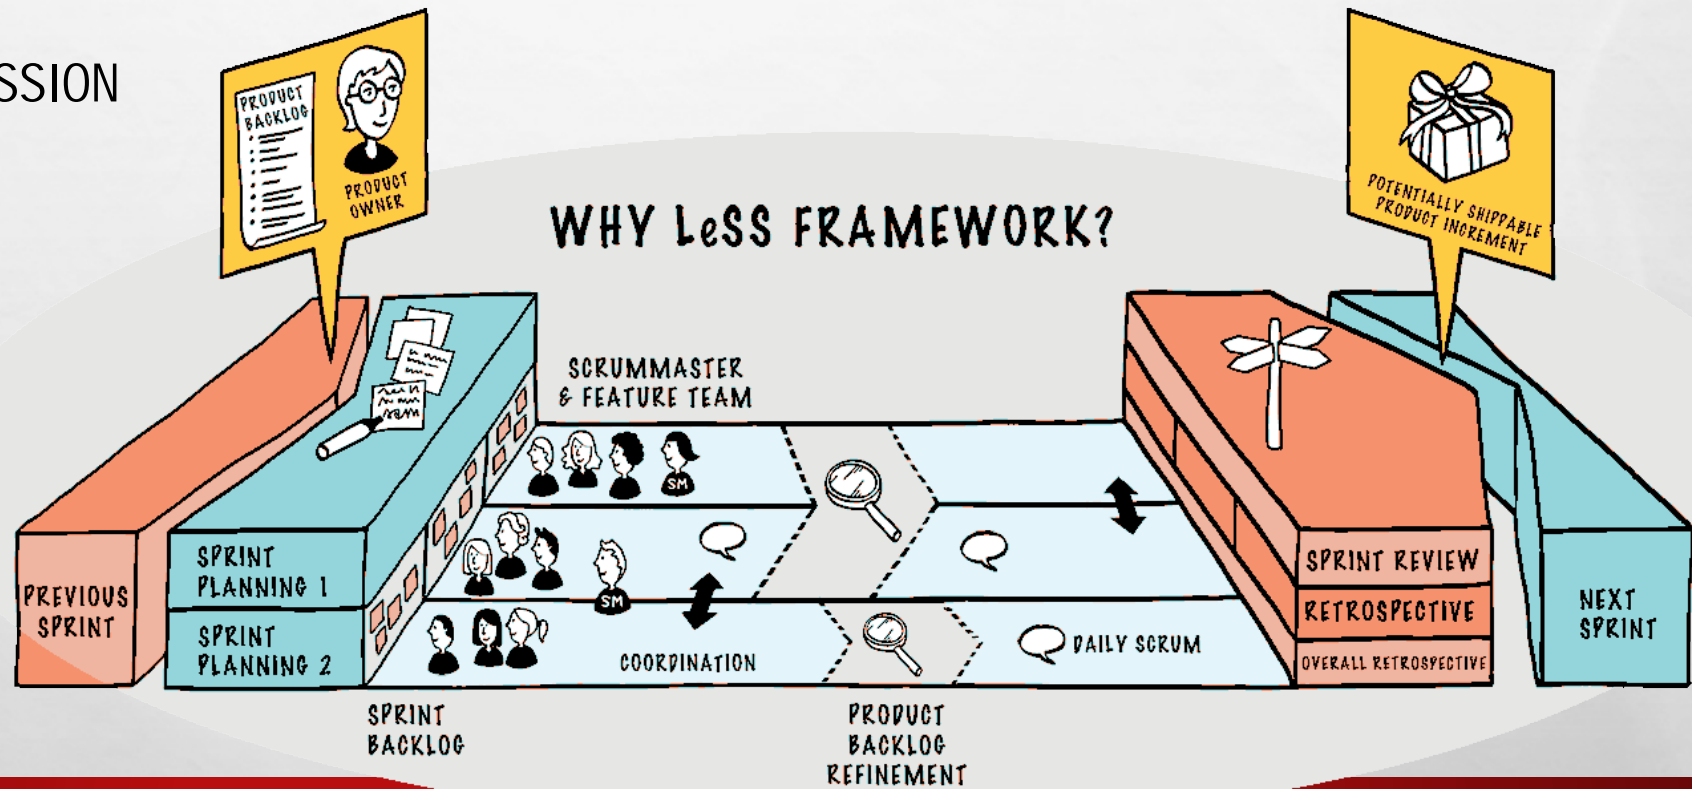 SSION
PRODUCT
BACKLOG
PRODUCT
OWNER
WHY LeSS FRAMEWORK?
POTENTIALLY SHIPPABLE
PRODUCT INCREMENT
SCRUMMASTER
& FEATURE TEAM
SM
SM
PREVIOUS
SPRINT
SPRINT
PLANNING 1
SPRINT
PLANNING 2
COORDINATION
DAILY SCRUM
SPRINT REVIEW
RETROSPECTIVE
OVERALL RETROSPECTIVE
NEXT
SPRINT
SPRINT
BACKLOG
PRODUCT
BACKLOG
REFINEMENT